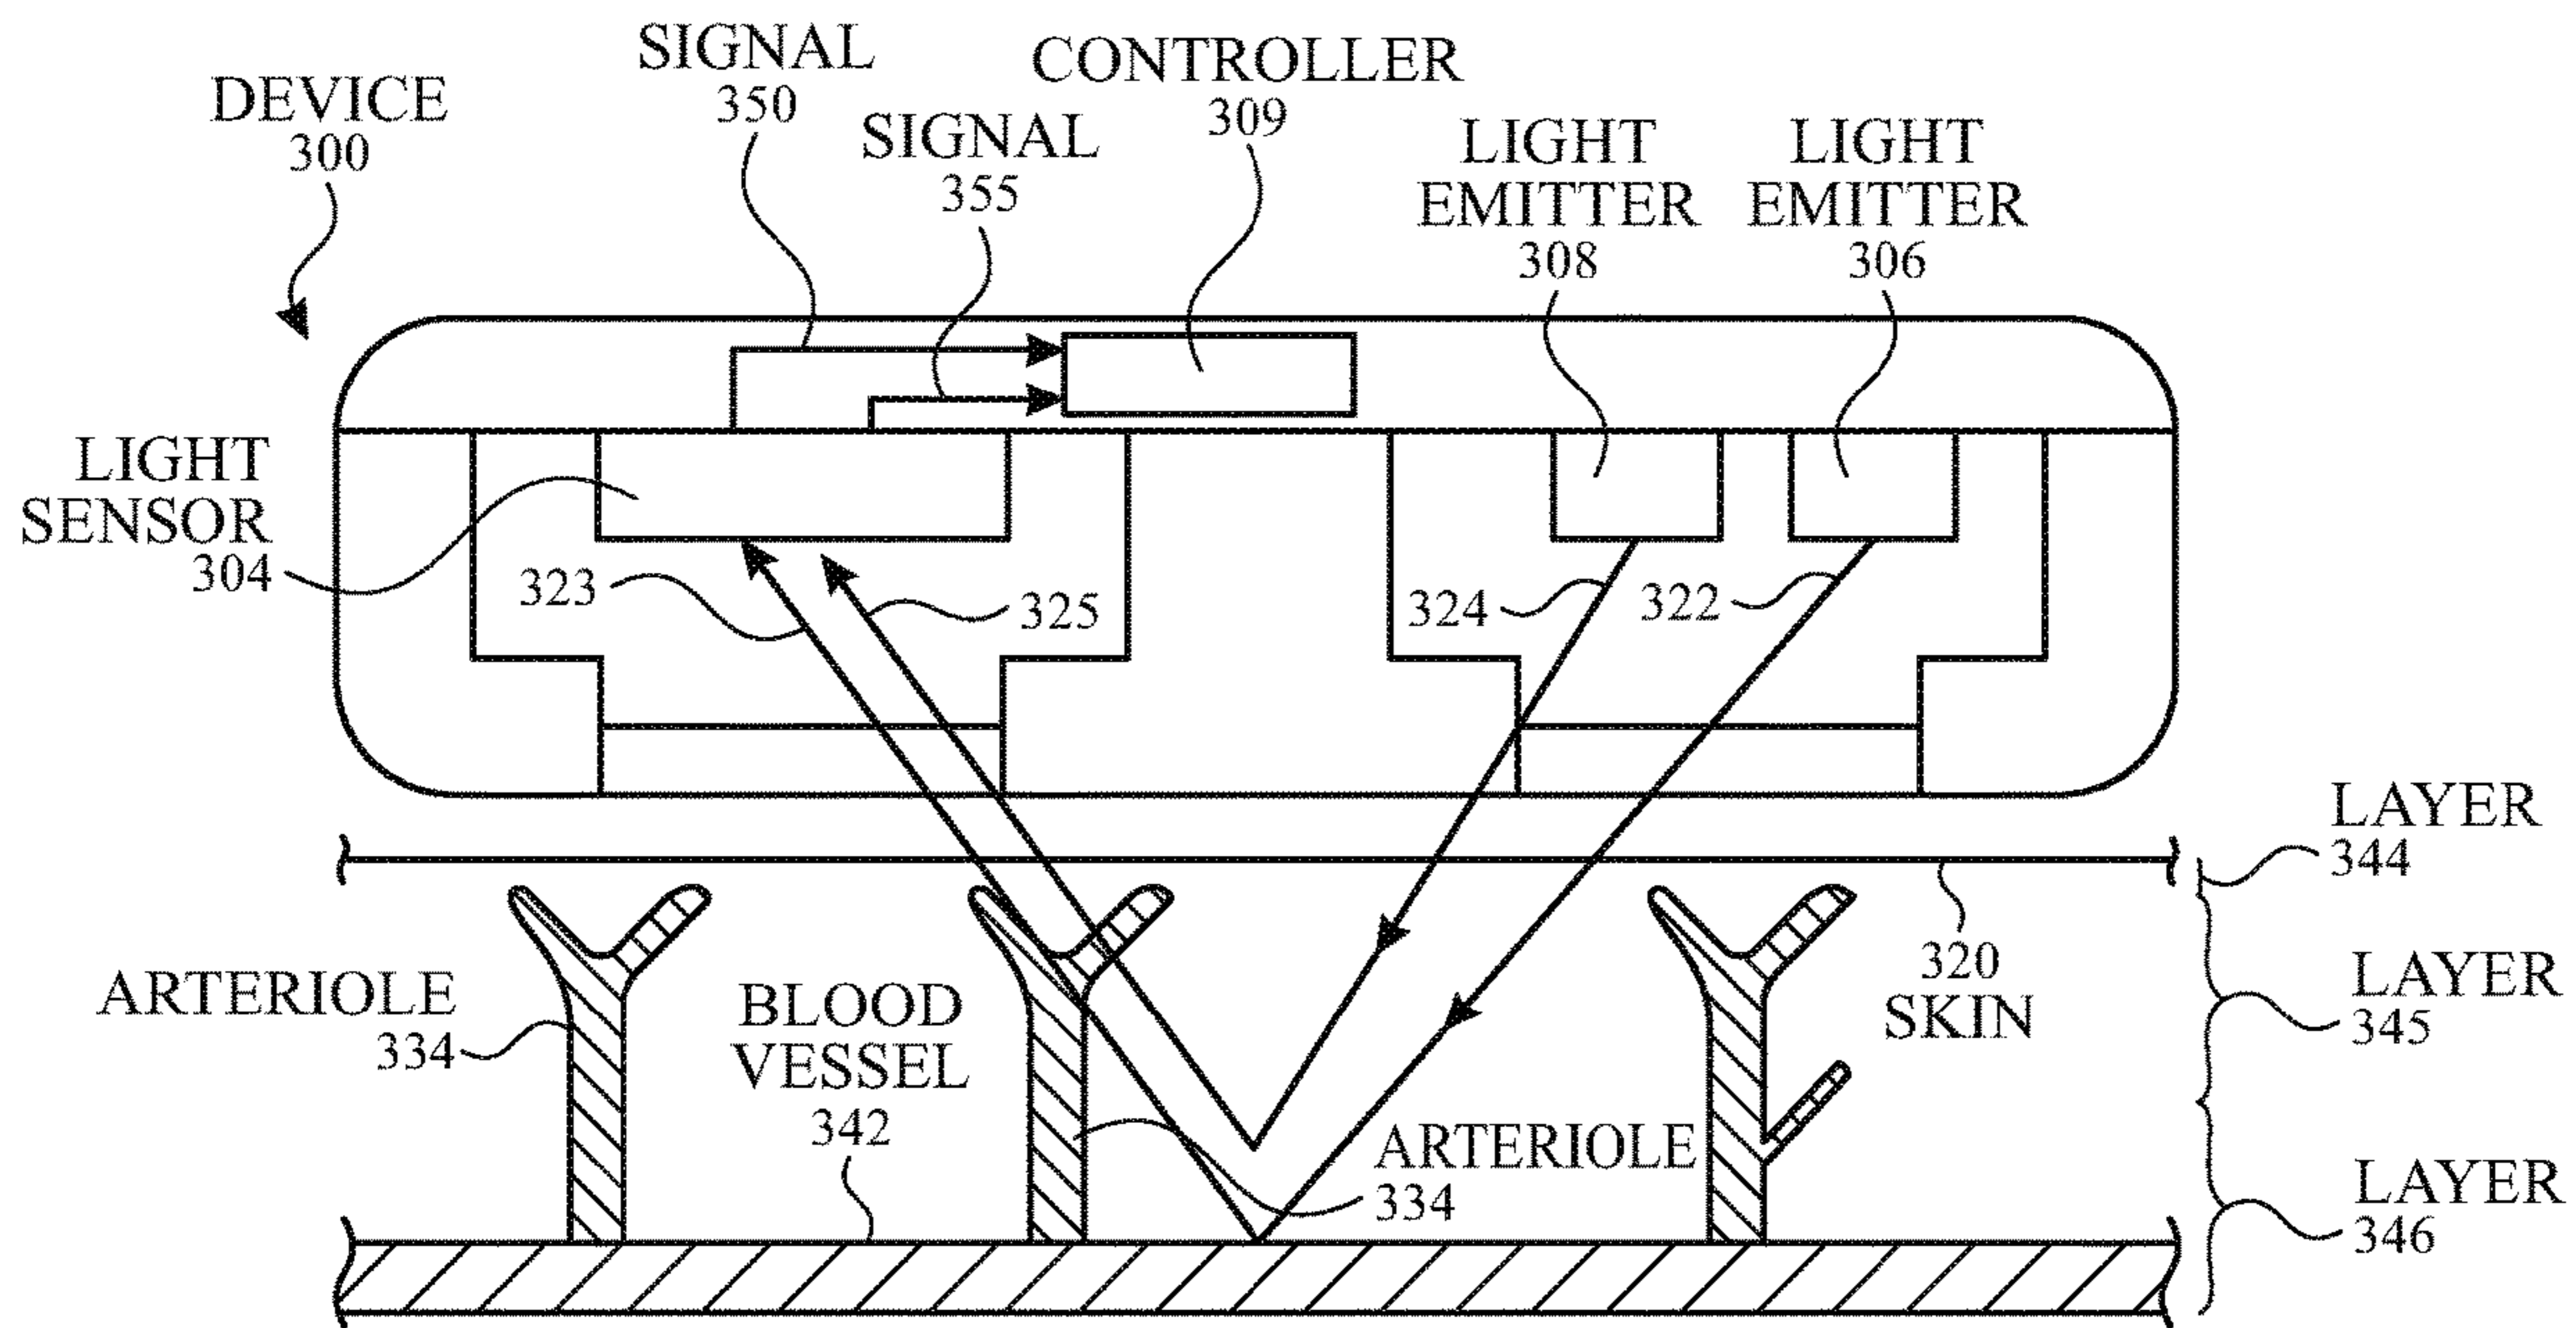 SIGNAL
350
CONTROLLER
309
DEVICE
300
SIGNAL
355
LIGHT
EMITTER
308
LIGHT
EMITTER
306
LIGHT
SENSOR
304
323
325
324
322
LAYER
344
320
SKIN
ARTERIOLE
334
BLOOD
VESSEL
342
LAYER
345
ARTERIOLE
334
LAYER
346